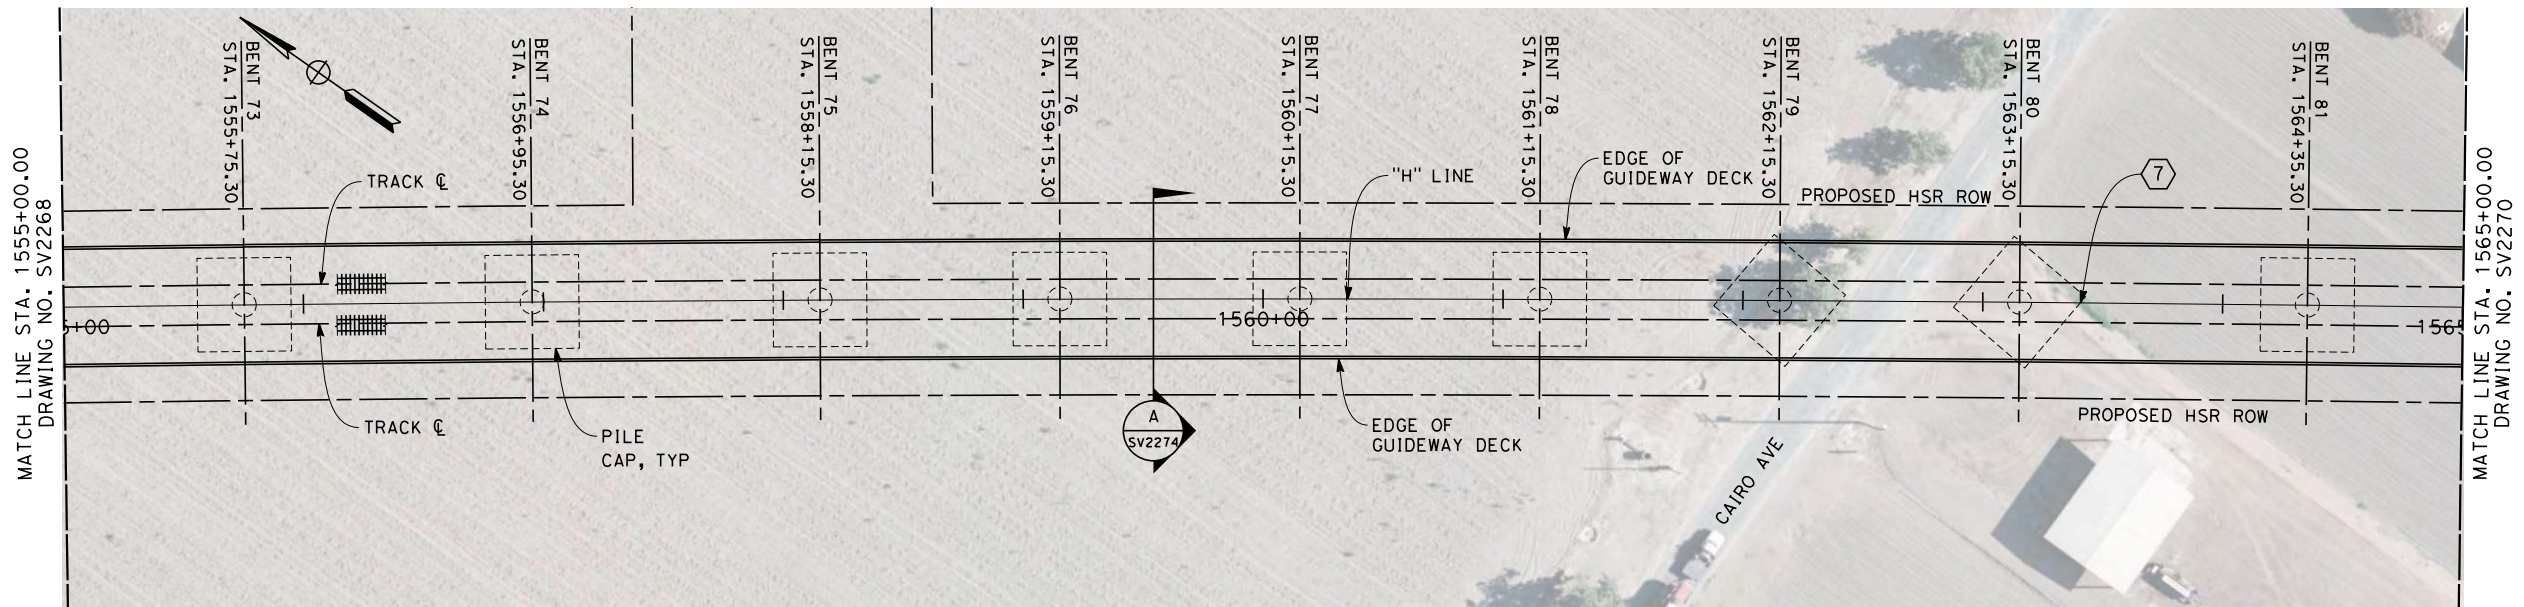 MATCH LINE STA. 1555+00.00
DRAWING NO. SV2268
BENT 73
STA. 1555+75.30
BENT 74
STA. 1556+95.30
BENT 75
STA. 1558+15.30
BENT 76
STA. 1559+15.30
BENT 77
STA. 1560+15.30
BENT 78
STA. 1561+15.30
BENT 79
STA. 1562+15.30
BENT 80
STA. 1563+15.30
BENT 81
STA. 1564+35.30
TRACK ℄
"H" LINE
EDGE OF
GUIDEWAY DECK
PROPOSED HSR ROW
7
5+00
1560+00
1565
TRACK ℄
PILE
CAP, TYP
A
SV2274
EDGE OF
GUIDEWAY DECK
CAIRO AVE
PROPOSED HSR ROW
MATCH LINE STA. 1565+00.00
DRAWING NO. SV2270